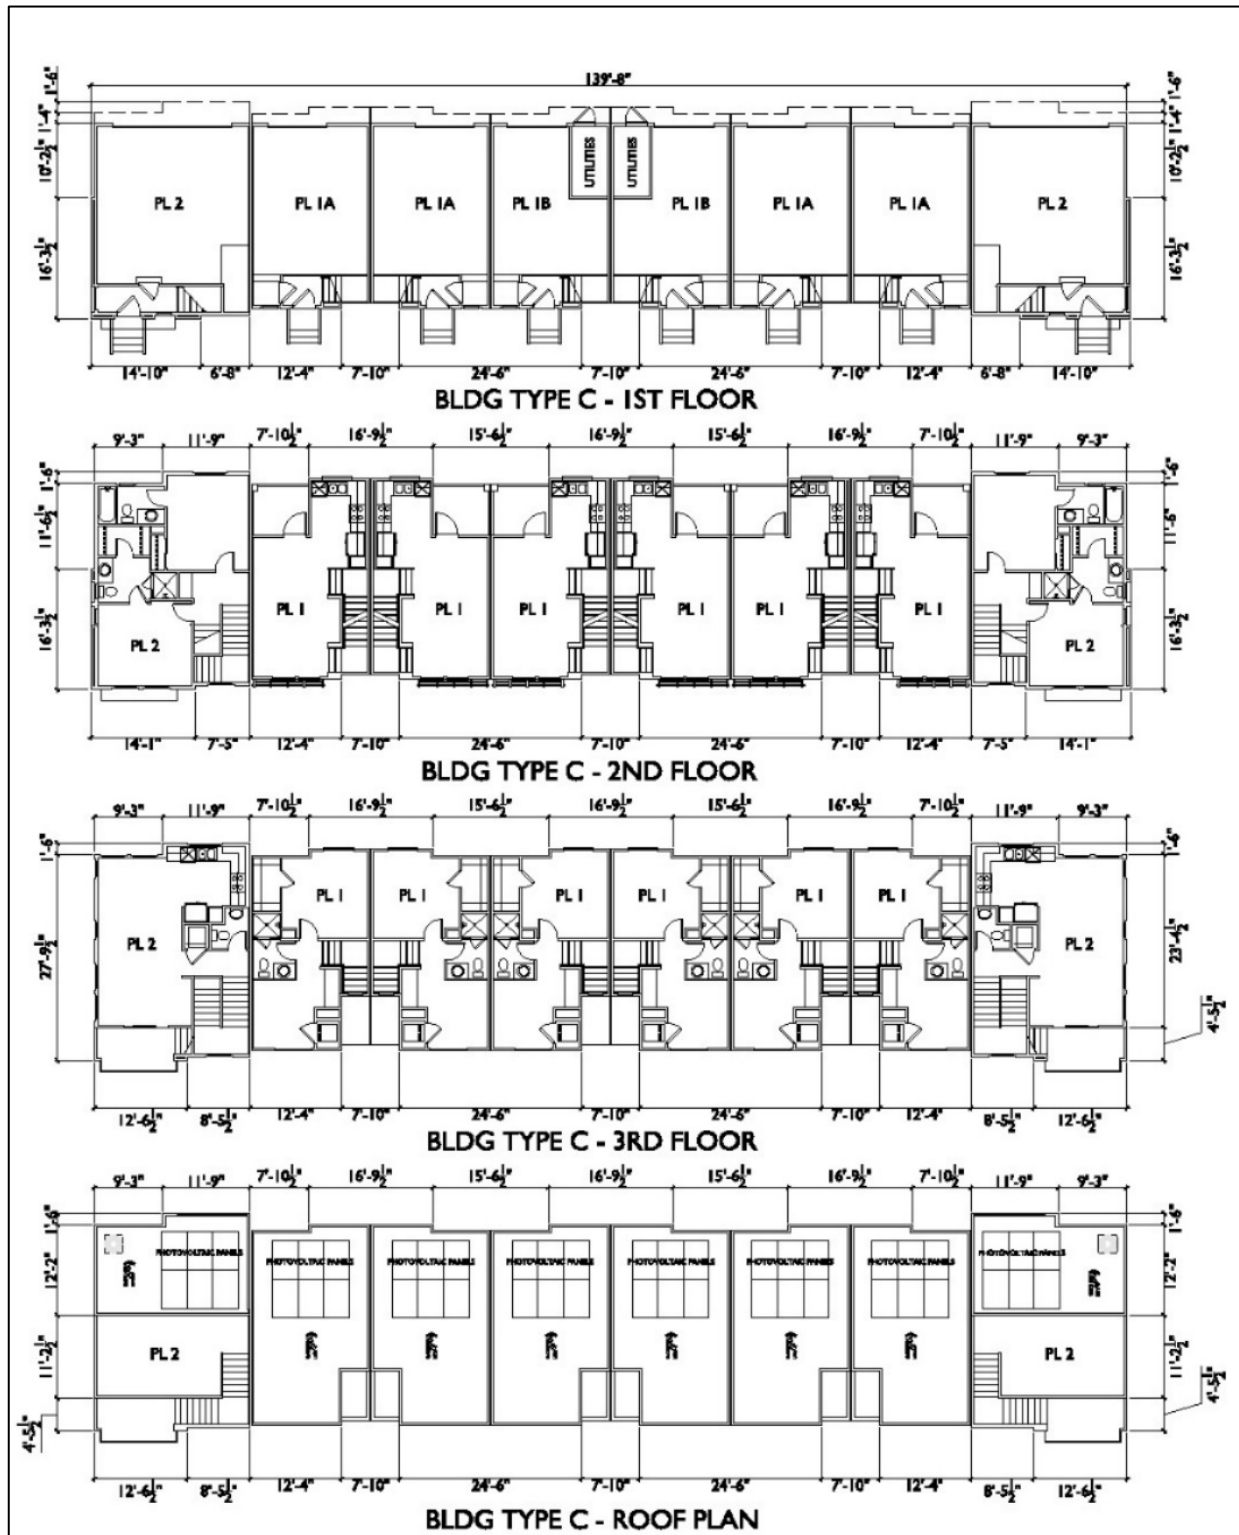 139'-8"
1'-6" 1'-6"
1'-4" 1'-4"
10'-2½" 10'-2½"
UTILITIES UTILITIES
PL 2 PL 1A PL 1A PL 1B PL 1B PL 1A PL 1A PL 2
16'-3½" 16'-3½"
14'-10" 6'-8" 12'-4" 7'-10" 24'-6" 7'-10" 24'-6" 7'-10" 12'-4" 6'-8" 14'-10"
BLDG TYPE C - 1ST FLOOR
9'-3" 11'-9" 7'-10½" 16'-9½" 15'-6½" 16'-9½" 15'-6½" 16'-9½" 7'-10½" 11'-9" 9'-3"
1'-6" 1'-6"
11'-6½" 11'-6"
PL 1 PL 1 PL 1 PL 1 PL 1 PL 1
16'-3½" 16'-3½"
PL 2 PL 2
14'-1" 7'-5" 12'-4" 7'-10" 24'-6" 7'-10" 24'-6" 7'-10" 12'-4" 7'-5" 14'-1"
BLDG TYPE C - 2ND FLOOR
9'-3" 11'-9" 7'-10½" 16'-9½" 15'-6½" 16'-9½" 15'-6½" 16'-9½" 7'-10½" 11'-9" 9'-3"
1'-6" -6"
PL 1 PL 1 PL 1 PL 1 PL 1 PL 1
PL 2 PL 2
27'-9½" 23'-4½"
4'-5½"
12'-6½" 8'-5½" 12'-4" 7'-10" 24'-6" 7'-10" 24'-6" 7'-10" 12'-4" 8'-5½" 12'-6½"
BLDG TYPE C - 3RD FLOOR
9'-3" 11'-9" 7'-10½" 16'-9½" 15'-6½" 16'-9½" 15'-6½" 16'-9½" 7'-10½" 11'-9" 9'-3"
1'-6" 1'-6"
PHOTOVOLTAIC PANELS PHOTOVOLTAIC PANELS PHOTOVOLTAIC PANELS PHOTOVOLTAIC PANELS PHOTOVOLTAIC PANELS PHOTOVOLTAIC PANELS PHOTOVOLTAIC PANELS PHOTOVOLTAIC PANELS
12'-2" 12'-2"
PL 2 PL 2
11'-2½" 11'-2½"
4'-5½" 4'-5½"
12'-6½" 8'-5½" 12'-4" 7'-10" 24'-6" 7'-10" 24'-6" 7'-10" 12'-4" 8'-5½" 12'-6½"
BLDG TYPE C - ROOF PLAN